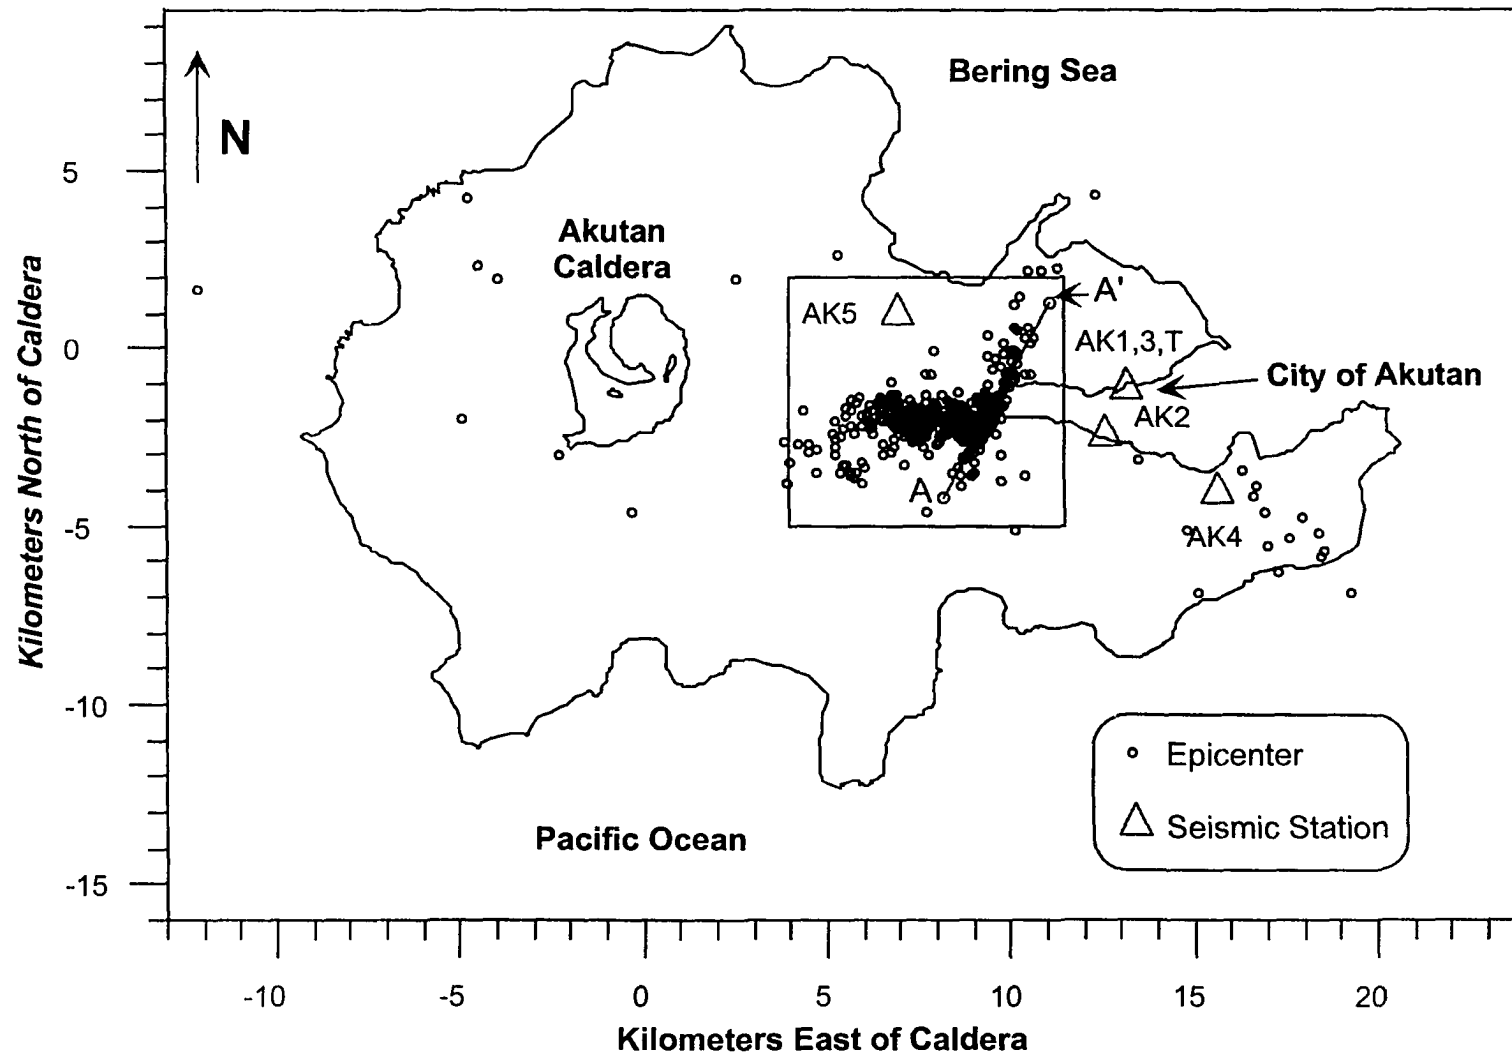 Bering Sea
N
5
Akutan
Caldera
A'
AK5
AK1,3,T
0
City of Akutan
AK2
A
-5
AK4
-10
Epicenter
Seismic Station
Pacific Ocean
-15
Kilometers North of Caldera
-10 -5 0 5 10 15 20
Kilometers East of Caldera